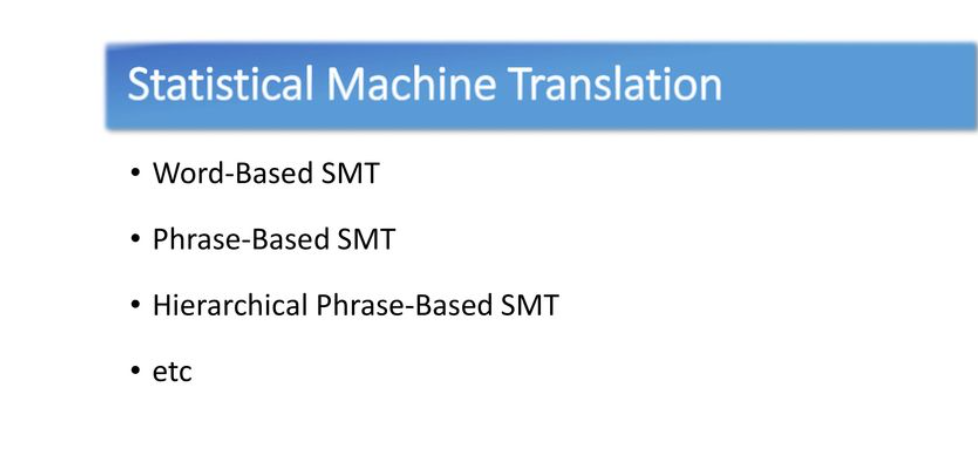 Statistical Machine Translation
• Word-Based SMT
• Phrase-Based SMT
• Hierarchical Phrase-Based SMT
• etc